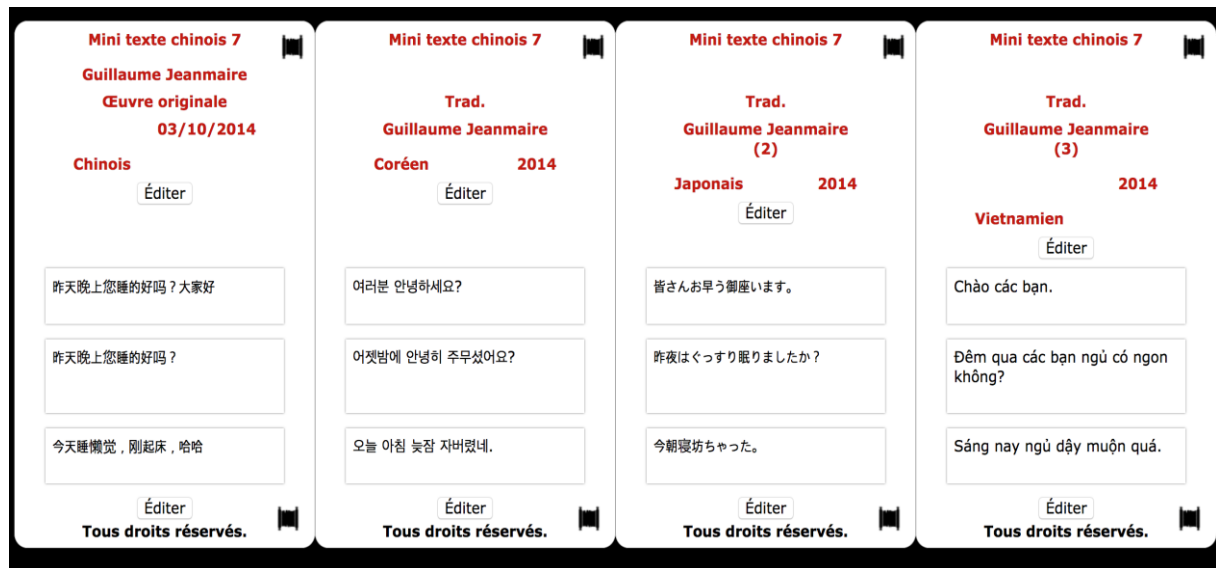 Mini texte chinois 7
Guillaume Jeanmaire
Œuvre originale
03/10/2014
Chinois
Éditer
昨天晚上您睡的好吗？大家好
昨天晚上您睡的好吗？
今天睡懒觉，刚起床，哈哈
Éditer
Tous droits réservés.
Mini texte chinois 7
Trad.
Guillaume Jeanmaire
Coréen 2014
Éditer
여러분 안녕하세요?
어젯밤에 안녕히 주무셨어요?
오늘 아침 늦잠 자버렸네.
Éditer
Tous droits réservés.
Mini texte chinois 7
Trad.
Guillaume Jeanmaire
(2)
Japonais 2014
Éditer
皆さんお早う御座います。
昨夜はぐっすり眠りましたか？
今朝寝坊ちゃった。
Éditer
Tous droits réservés.
Mini texte chinois 7
Trad.
Guillaume Jeanmaire
(3)
2014
Vietnamien
Éditer
Chào các bạn.
Đêm qua các bạn ngủ có ngon
không?
Sáng nay ngủ dậy muộn quá.
Éditer
Tous droits réservés.